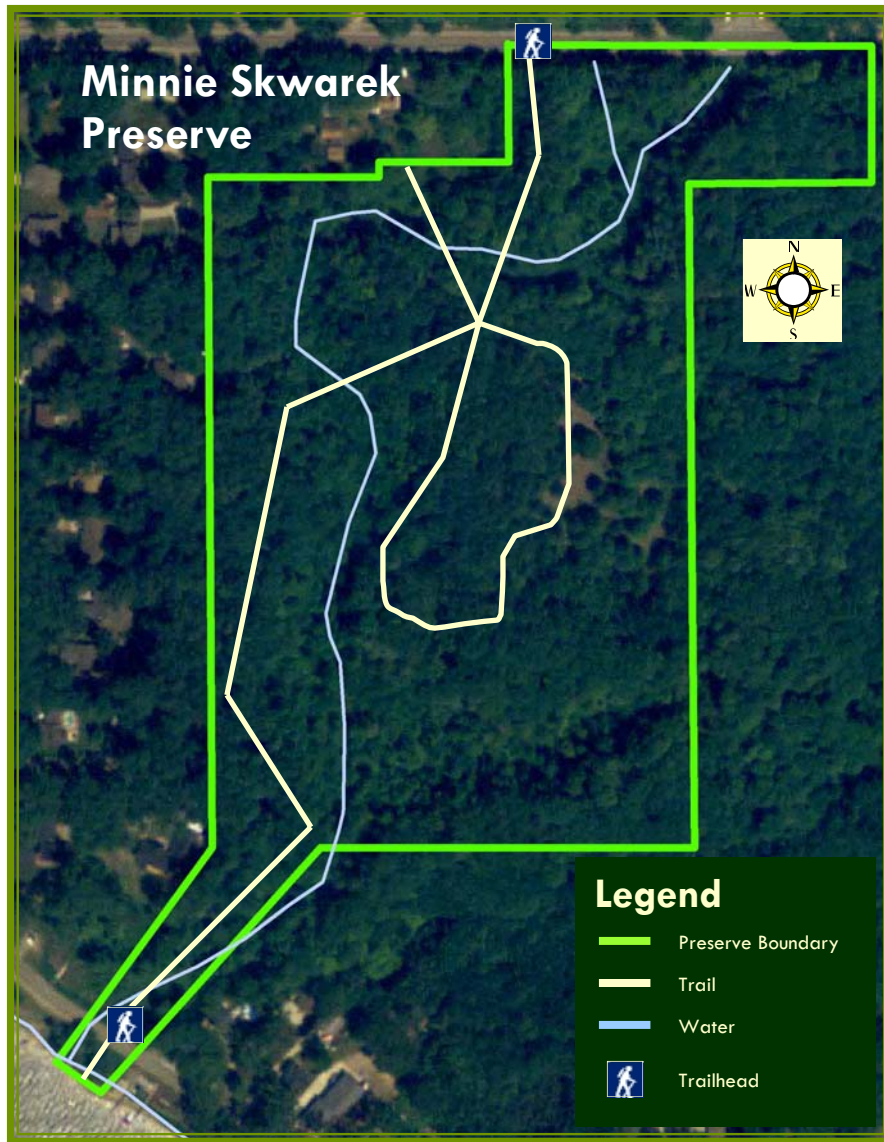 Minnie Skwarek
Preserve
N
W E
S
Legend
Preserve Boundary
Trail
Water
Trailhead